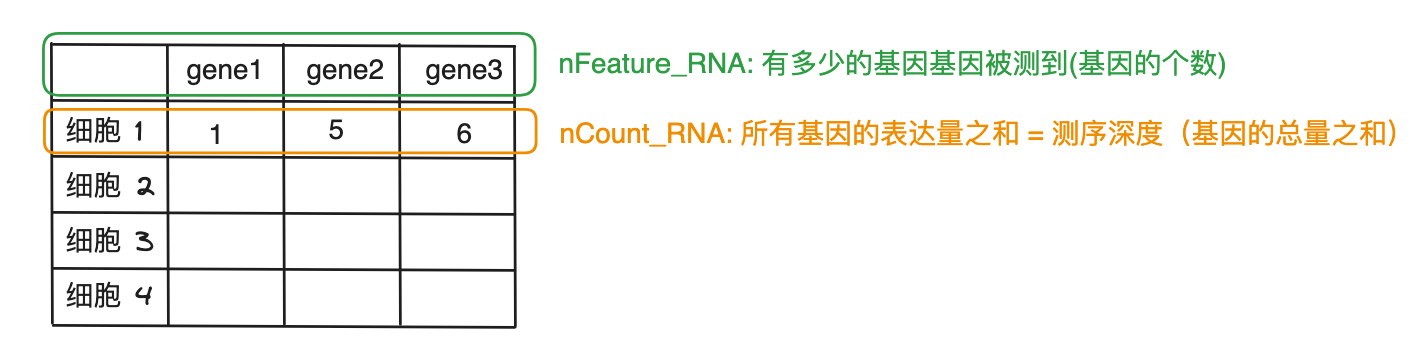 gene1 gene2 gene3 nFeature_RNA: 有多少的基因基因被测到(基因的个数)
细胞 1 1 5 6 nCount_RNA: 所有基因的表达量之和 = 测序深度（基因的总量之和）
细胞 2
细胞 3
细胞 4